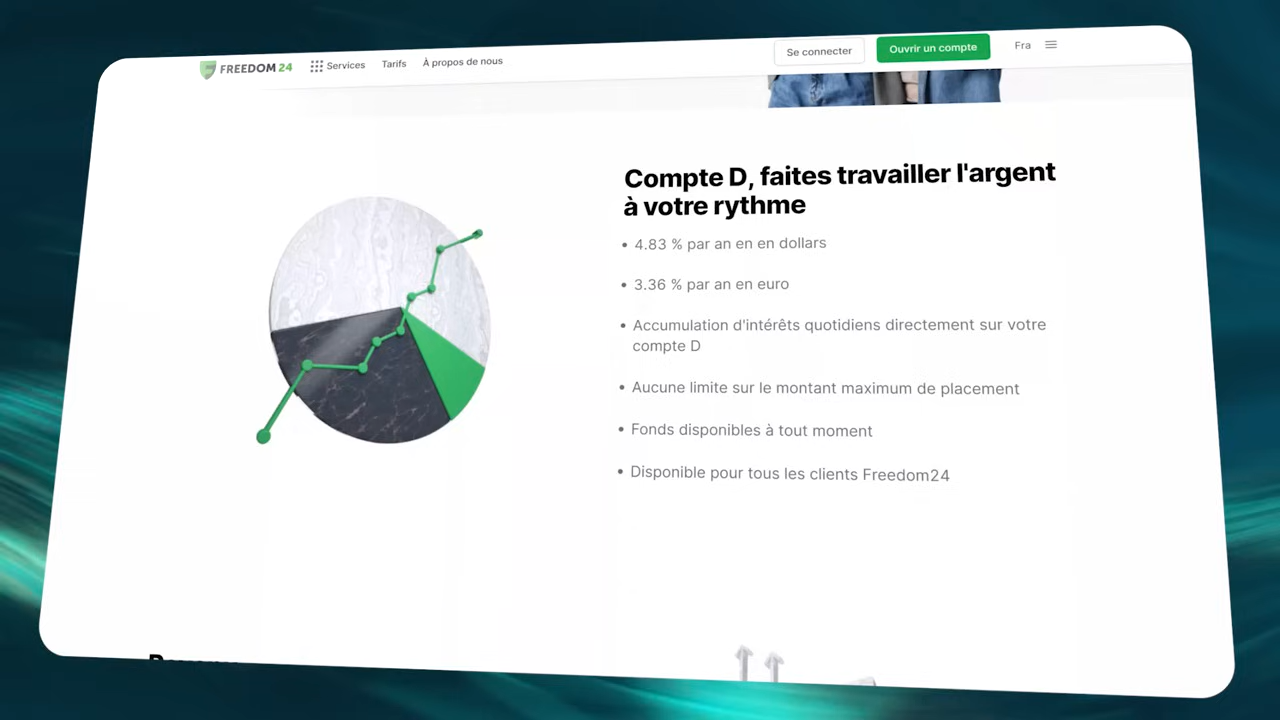 FREEDOM 24
Services
Tarifs
À propos de nous
Se connecter
Ouvrir un compte
Fra
Compte D, faites travailler l'argent
à votre rythme
• 4.83 % par an en en dollars
• 3.36 % par an en euro
• Accumulation d'intérêts quotidiens directement sur votre
compte D
• Aucune limite sur le montant maximum de placement
• Fonds disponibles à tout moment
• Disponible pour tous les clients Freedom24